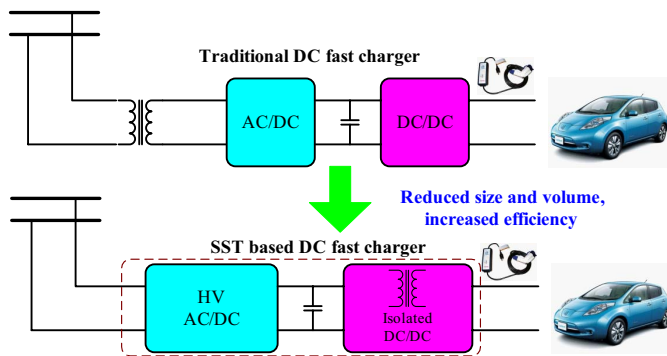 Traditional DC fast charger
AC/DC
DC/DC
Reduced size and volume,
increased efficiency
SST based DC fast charger
HV
AC/DC
Isolated
DC/DC